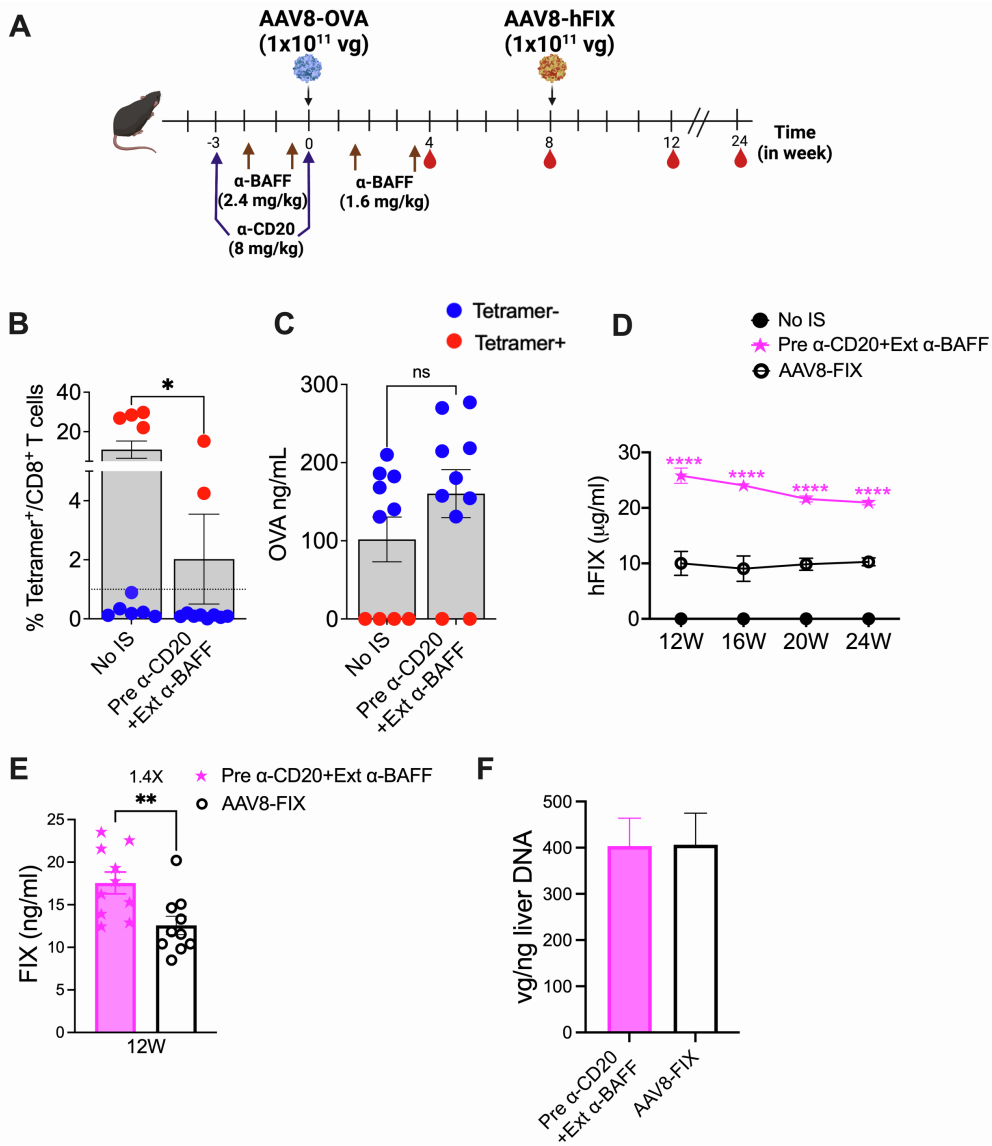 A
AAV8-OVA
(1x10¹¹ vg)
AAV8-hFIX
(1x10¹¹ vg)
-3
0
4
8
12
24
Time
(in week)
α-BAFF
(2.4 mg/kg)
α-BAFF
(1.6 mg/kg)
α-CD20
(8 mg/kg)
B
% Tetramer⁺/CD8⁺ T cells
40
20
4
2
0
*
No IS
Pre α-CD20
+Ext α-BAFF
C
Tetramer-
Tetramer+
OVA ng/mL
300
200
100
0
ns
No IS
Pre α-CD20
+Ext α-BAFF
D
No IS
Pre α-CD20+Ext α-BAFF
AAV8-FIX
hFIX (μg/ml)
30
20
10
0
**** **** **** ****
12W 16W 20W 24W
E
1.4X
**
Pre α-CD20+Ext α-BAFF
AAV8-FIX
FIX (ng/ml)
25
20
15
10
5
0
12W
F
vg/ng liver DNA
500
400
300
200
100
0
Pre α-CD20
+Ext α-BAFF
AAV8-FIX